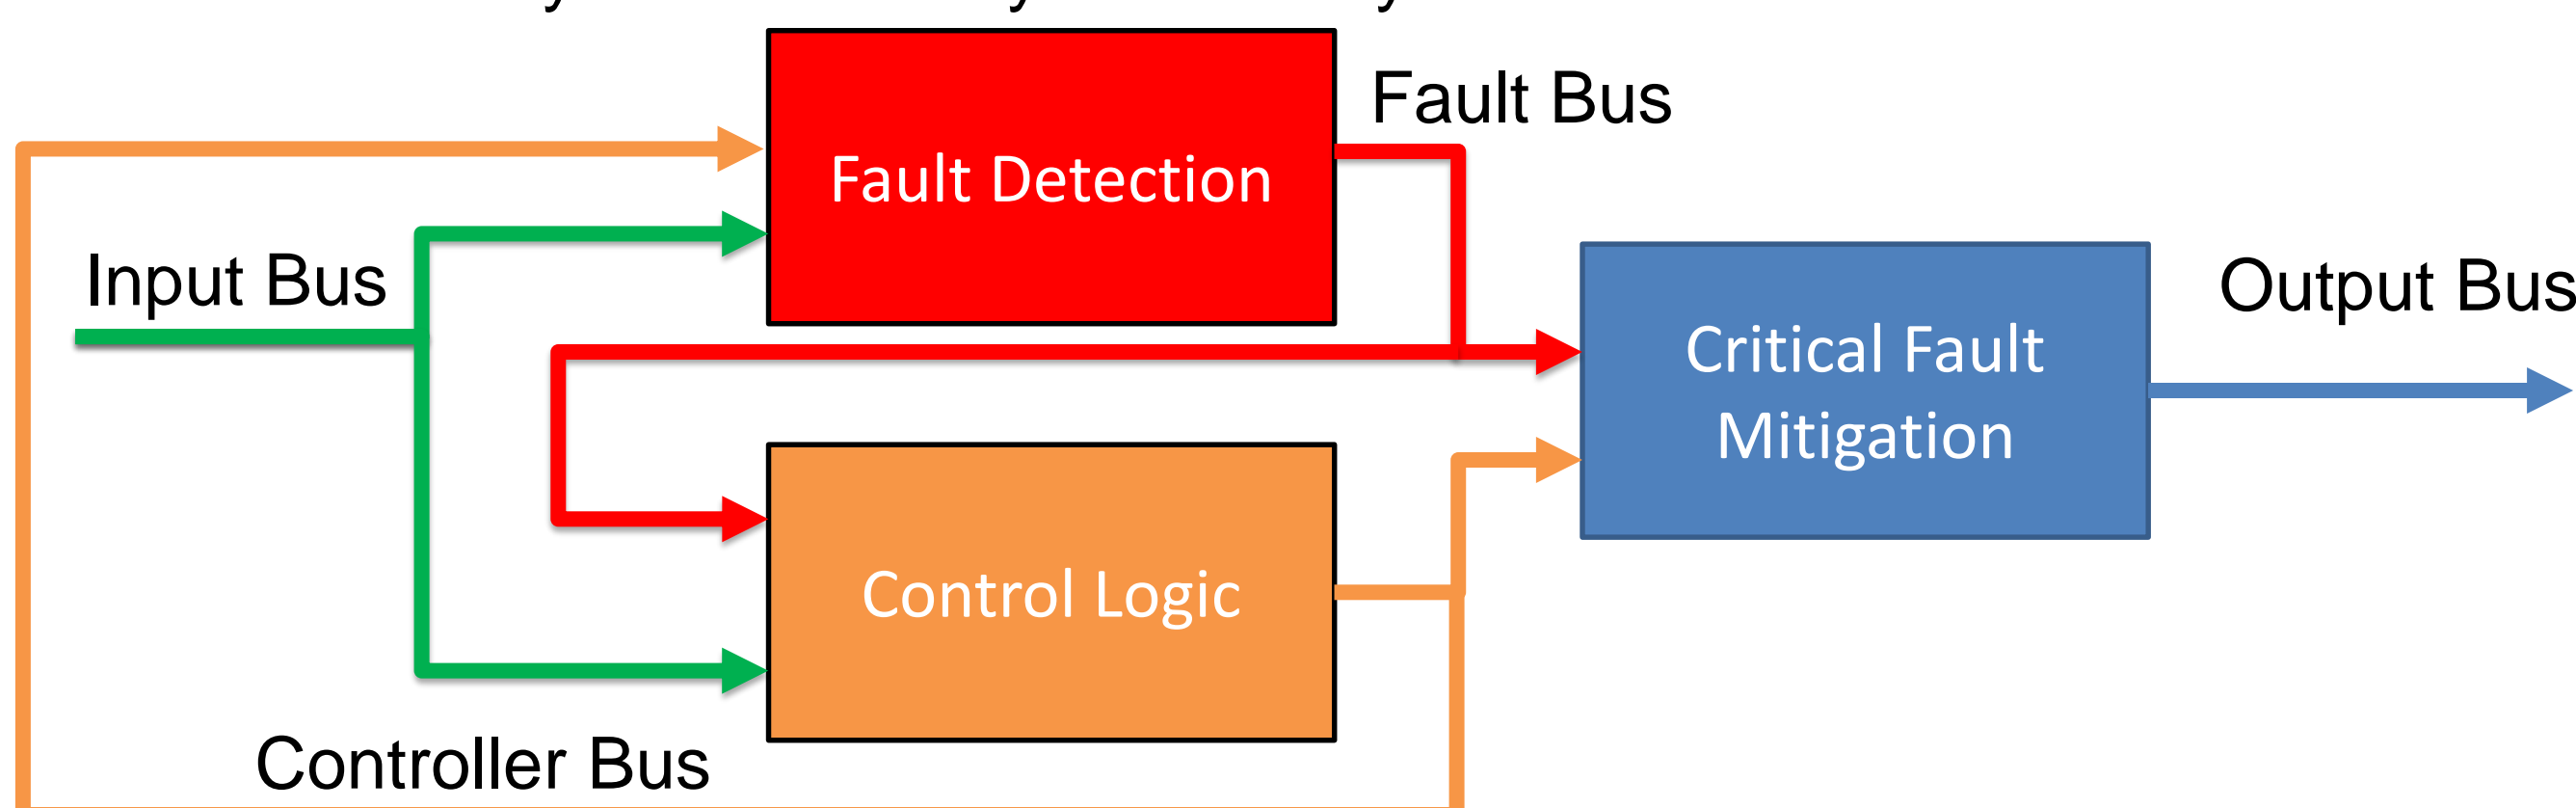 Fault Bus
Fault Detection
Input Bus
Output Bus
Critical Fault
Mitigation
Control Logic
Controller Bus